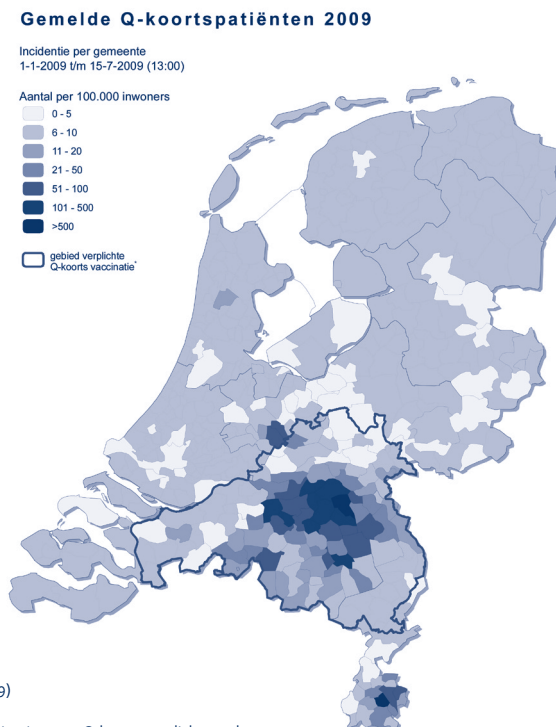 Gemelde Q-koortspatiënten 2009
Incidentie per gemeente
1-1-2009 t/m 15-7-2009 (13:00)
Aantal per 100.000 inwoners
0 - 5
6 - 10
11 - 20
21 - 50
51 - 100
101 - 500
>500
gebied verplichte
Q-koorts vaccinatie*
9)